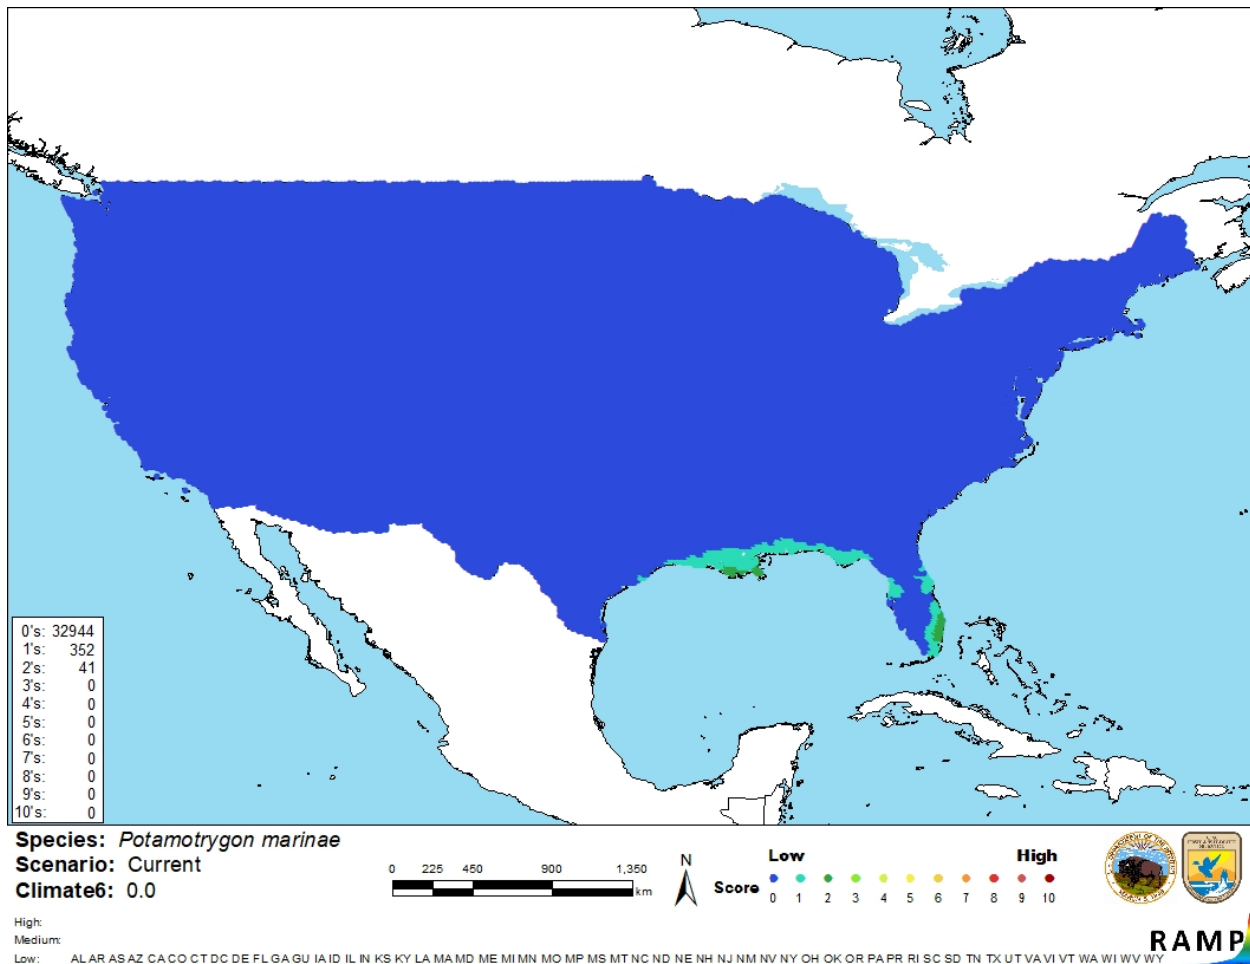 0's: 32944
1's: 352
2's: 41
3's: 0
4's: 0
5's: 0
6's: 0
7's: 0
8's: 0
9's: 0
10's: 0
Species: Potamotrygon marinae
Scenario: Current
Climate6: 0.0
0 225 450 900 1,350
km
N
Low High
Score
0 1 2 3 4 5 6 7 8 9 10
RAMP
High:
Medium:
Low: AL AR AS AZ CA CO CT DC DE FL GA GU IA ID IL IN KS KY LA MA MD ME MI MN MO MP MS MT NC ND NE NH NJ NM NV NY OH OK OR PA PR RI SC SD TN TX UT VA VI VT WA WI WV WY